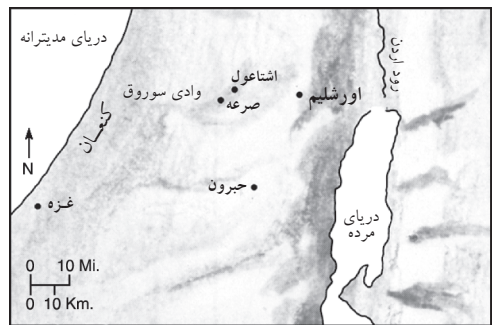 دریای مدیترانه
رود اردن
اشتاعول
وادی سوروق
صرعه
اورشلیم
کنعان
حبرون
N
غزه
دریای
مرده
0 10 Mi.
0 10 Km.